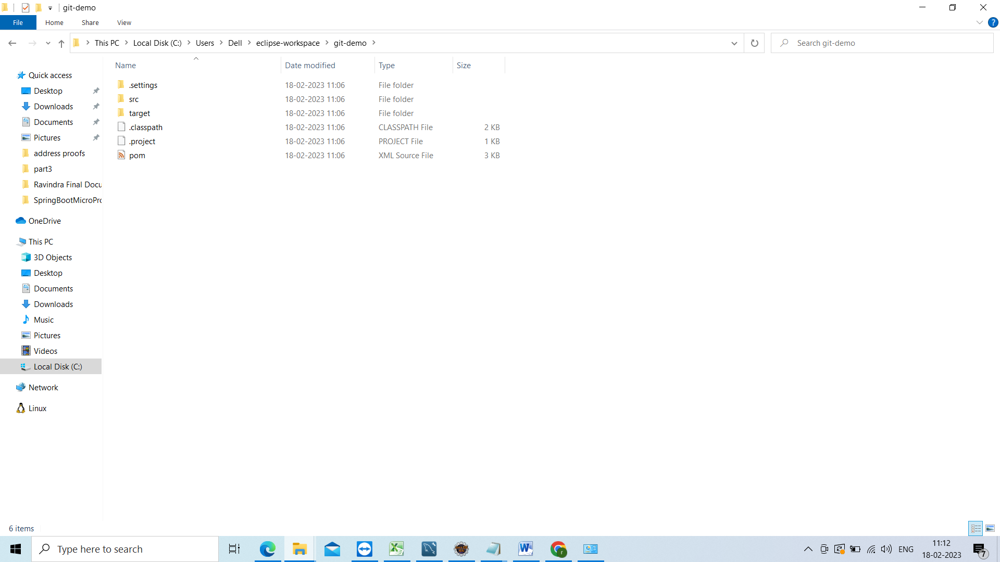 git-demo
File Home Share View
This PC Local Disk (C:) Users Dell eclipse-workspace git-demo
Search git-demo
Name Date modified Type Size
.settings 18-02-2023 11:06 File folder
src 18-02-2023 11:06 File folder
target 18-02-2023 11:06 File folder
.classpath 18-02-2023 11:06 CLASSPATH File 2 KB
.project 18-02-2023 11:06 PROJECT File 1 KB
pom 18-02-2023 11:06 XML Source File 3 KB
Quick access
Desktop
Downloads
Documents
Pictures
address proofs
part3
Ravindra Final Docu
SpringBootMicroPro
OneDrive
This PC
3D Objects
Desktop
Documents
Downloads
Music
Pictures
Videos
Local Disk (C:)
Network
Linux
6 items
Type here to search
ENG
11:12
18-02-2023
7